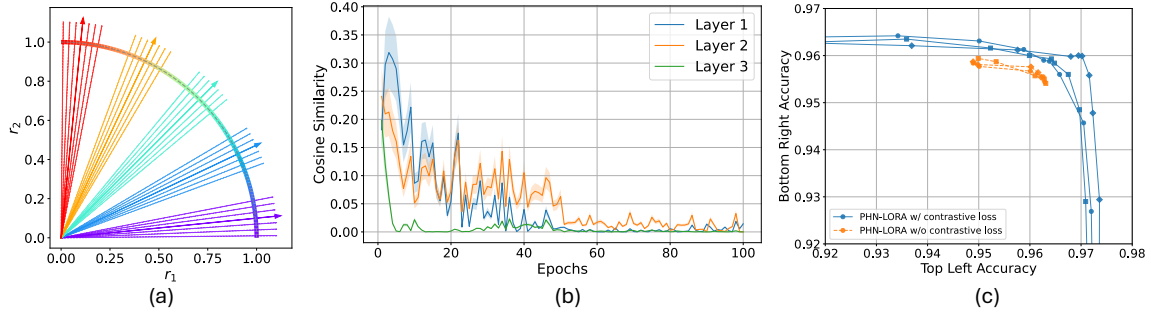 1.0
0.8
0.6
0.4
0.2
0.0
r2
0.00 0.25 0.50 0.75 1.00
r1
(a)
0.40
0.35
0.30
0.25
0.20
0.15
0.10
0.05
0.00
Cosine Similarity
Layer 1
Layer 2
Layer 3
0 20 40 60 80 100
Epochs
(b)
0.97
0.96
0.95
0.94
0.93
0.92
Bottom Right Accuracy
PHN-LORA w/ contrastive loss
PHN-LORA w/o contrastive loss
0.92 0.93 0.94 0.95 0.96 0.97 0.98
Top Left Accuracy
(c)